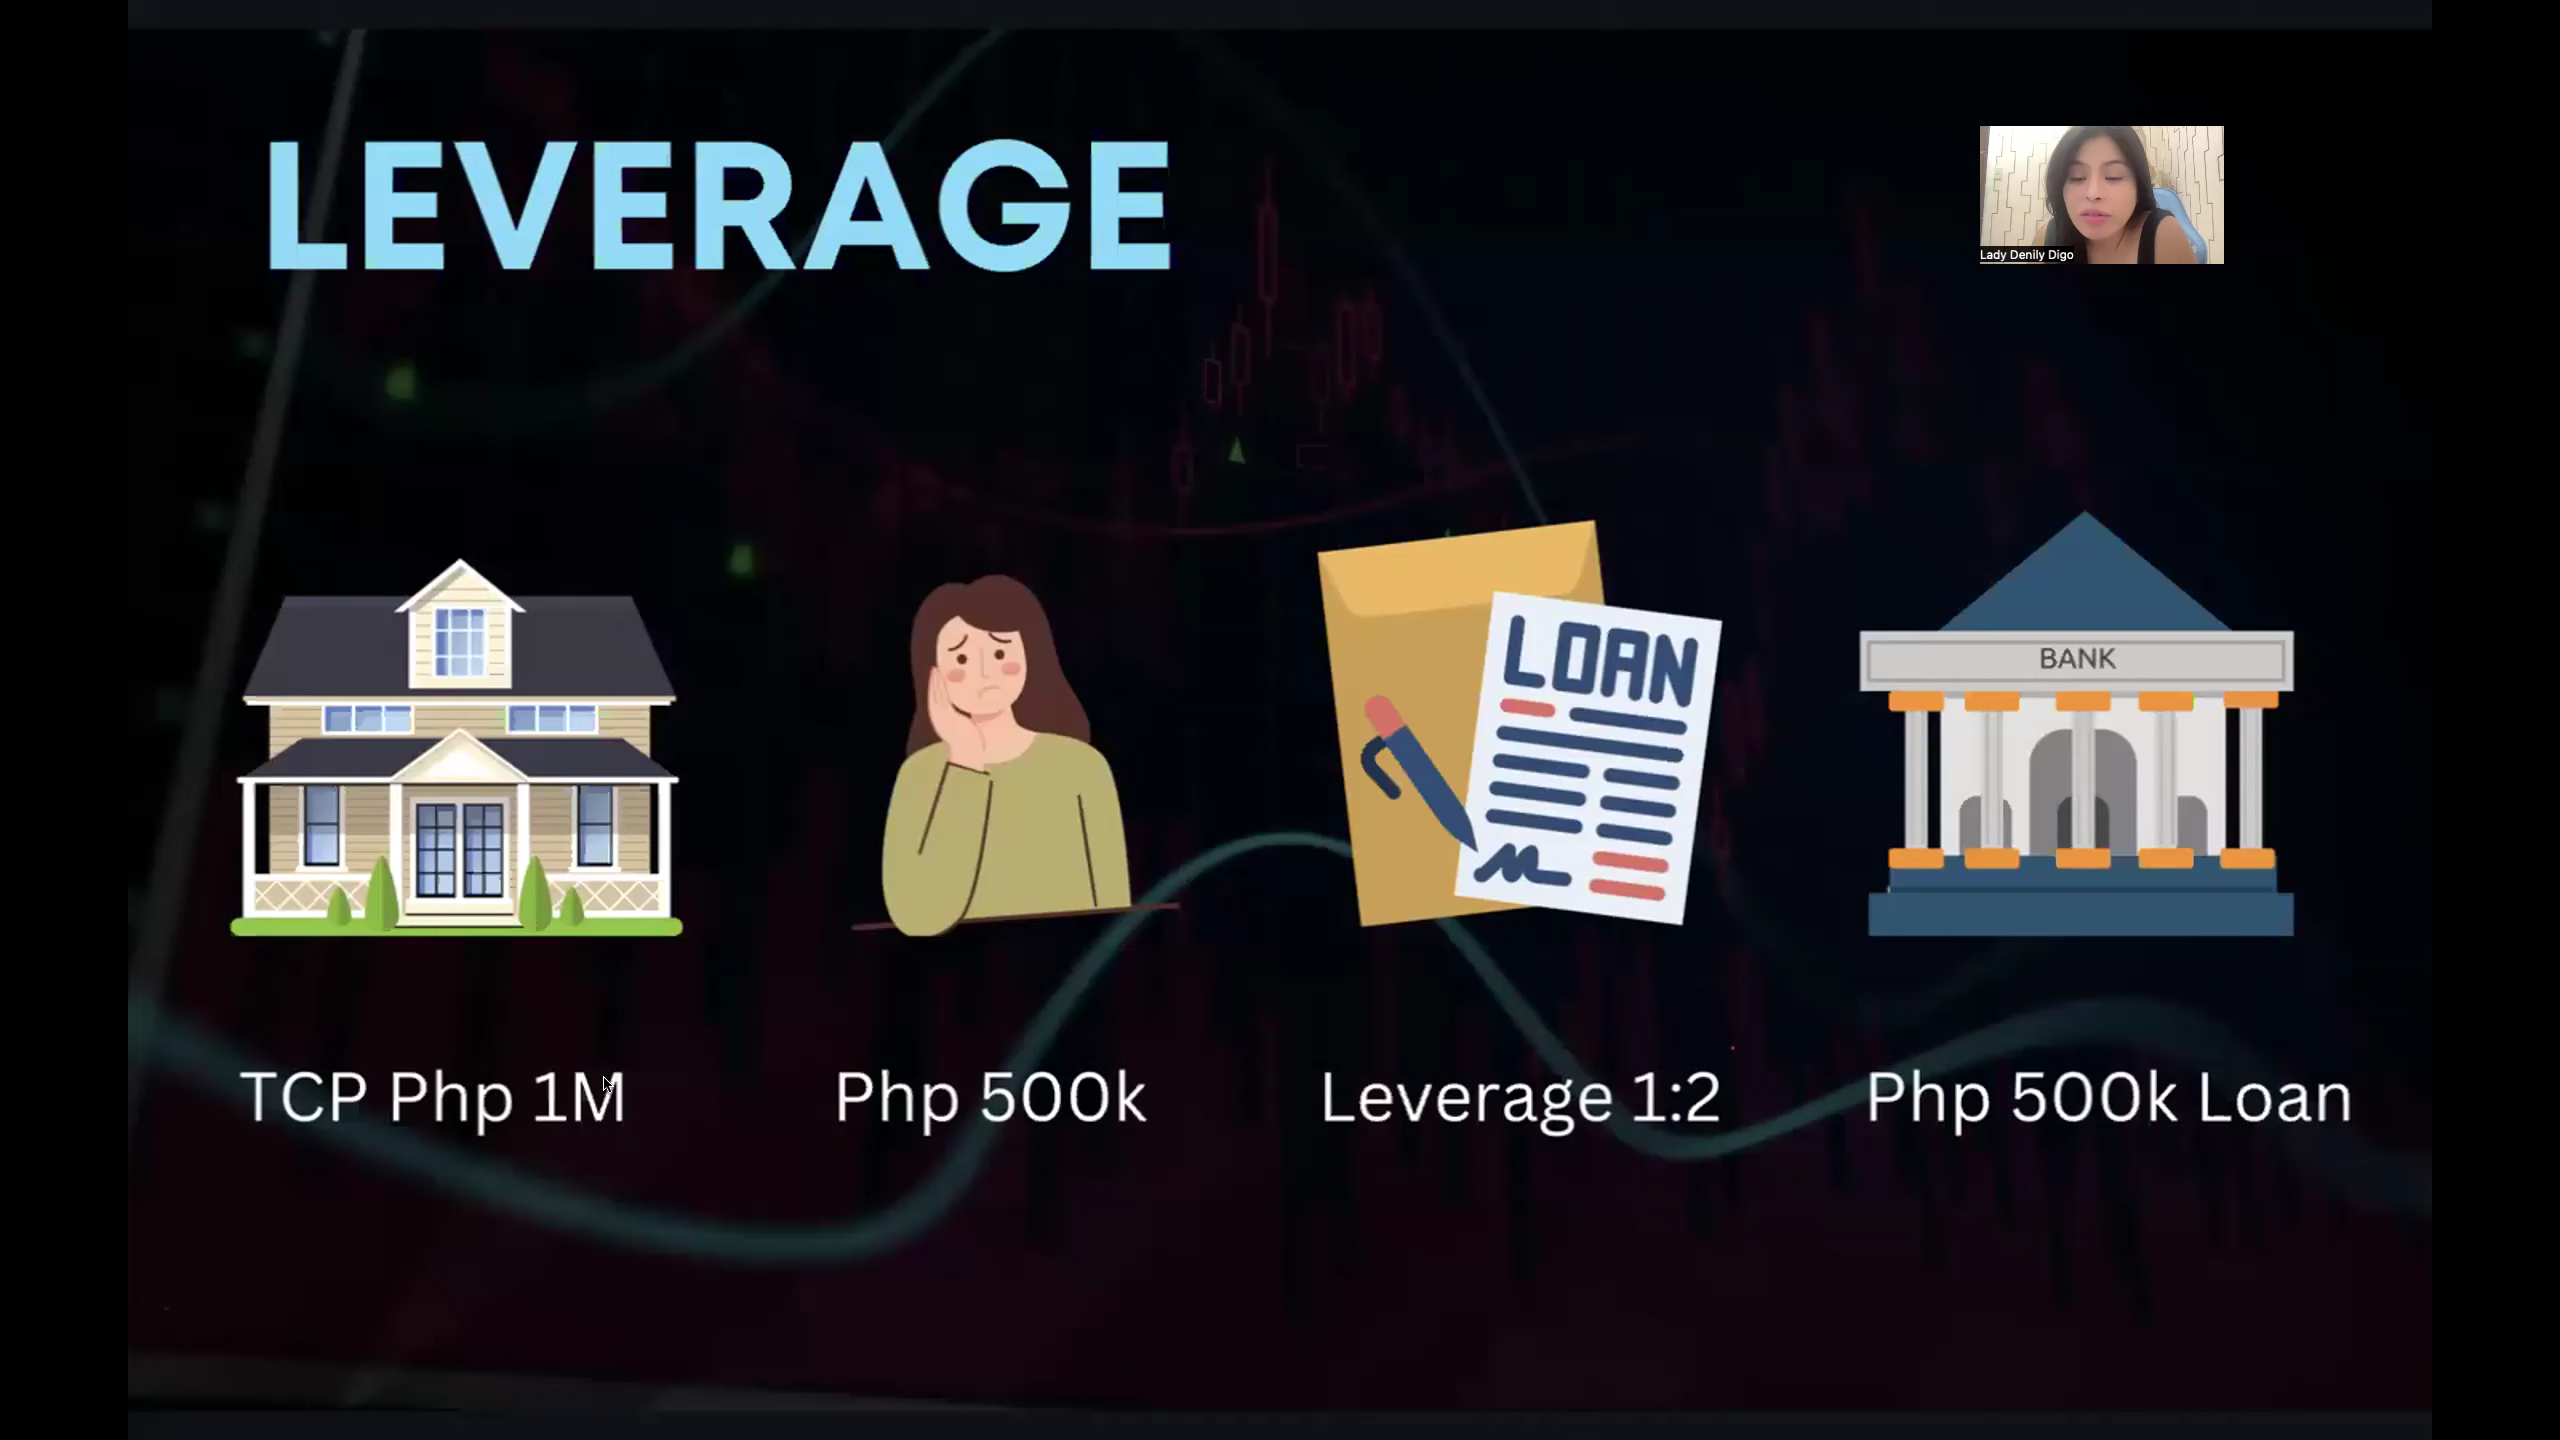 LEVERAGE
Lady Denily Digo
LOAN
BANK
TCP Php 1M
Php 500k
Leverage 1:2
Php 500k Loan